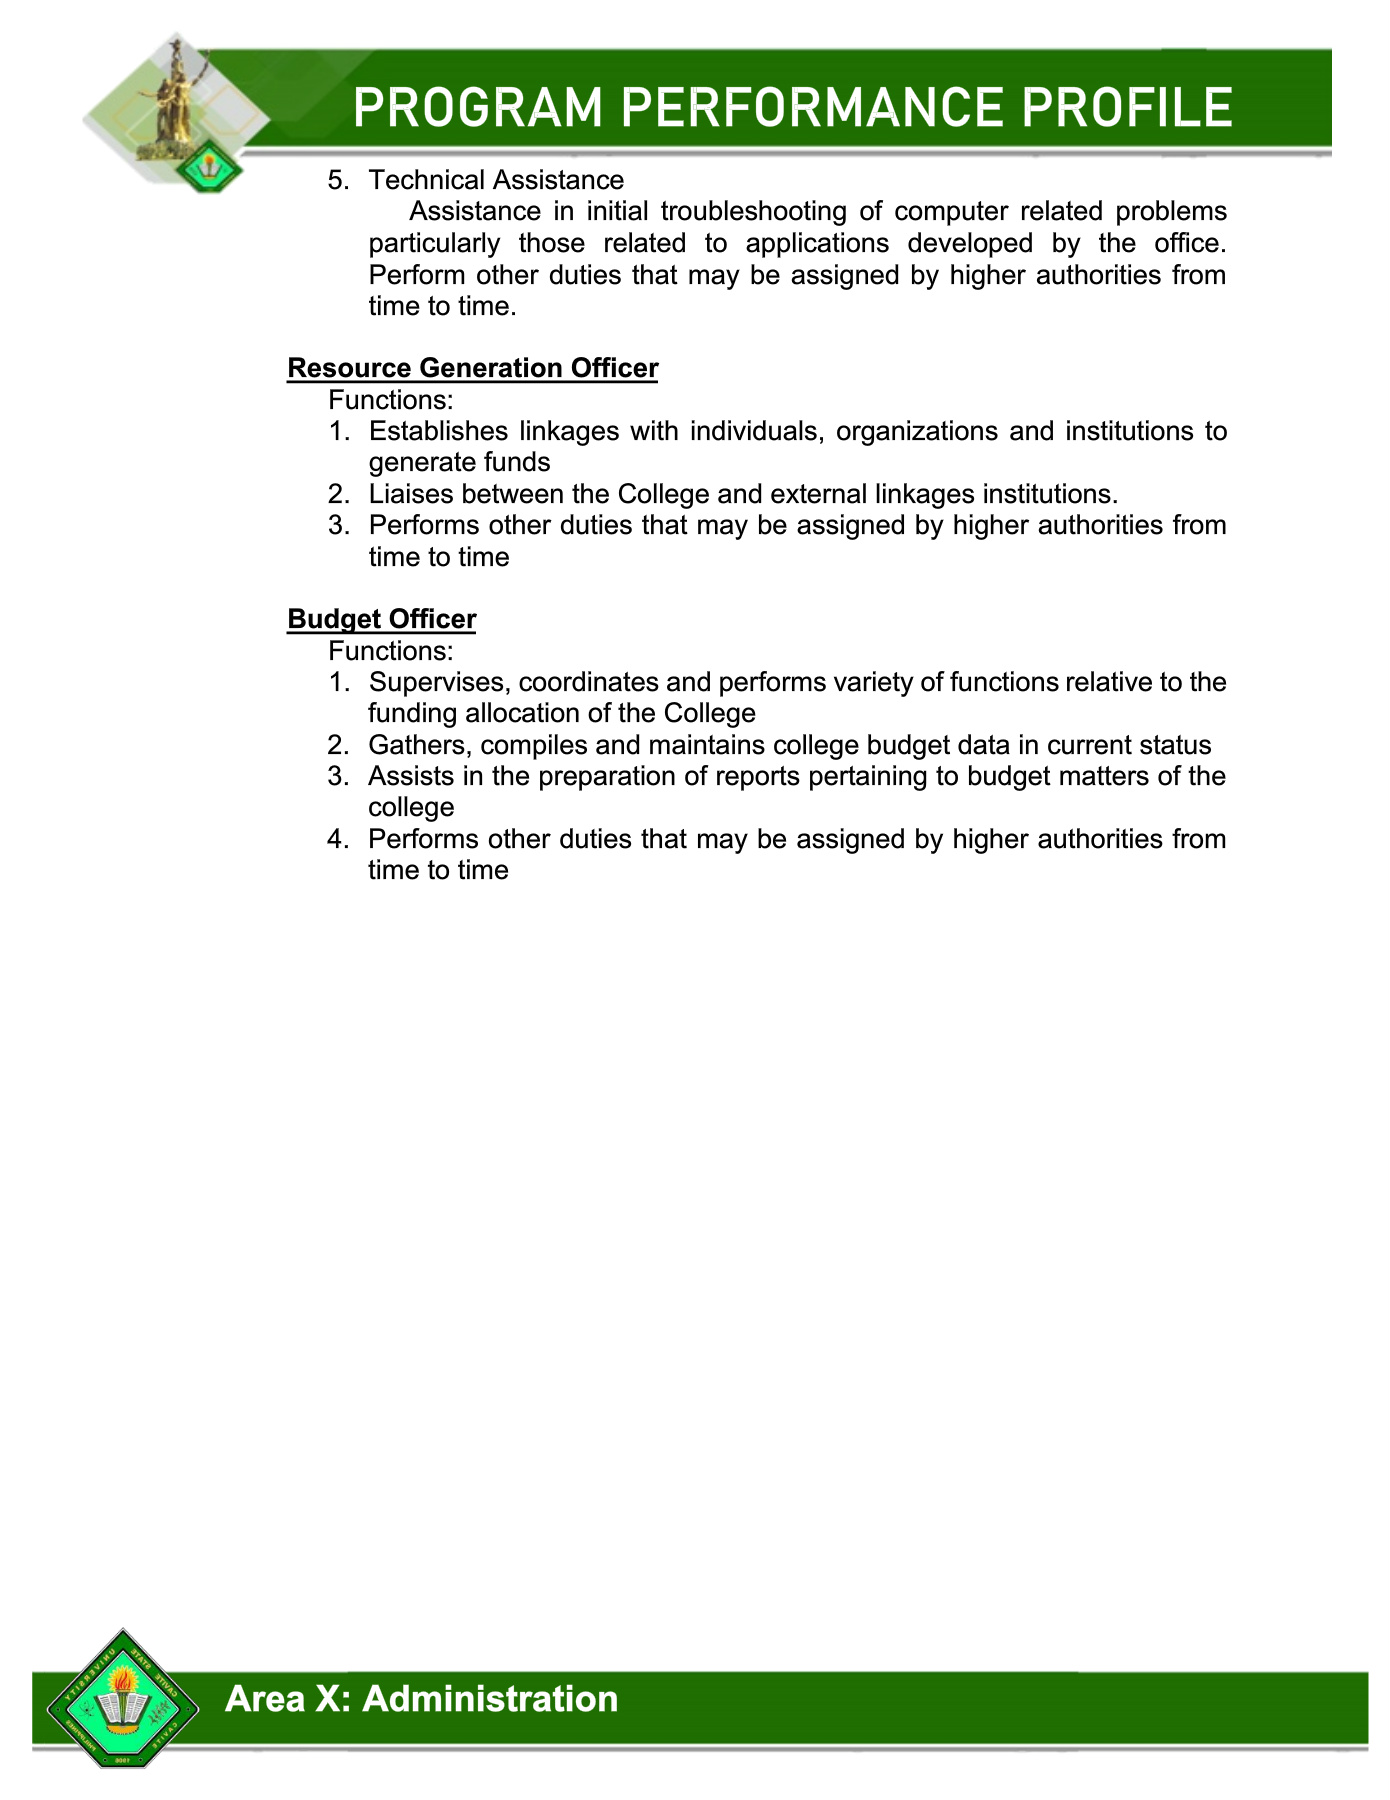 PROGRAM PERFORMANCE PROFILE
5. Technical Assistance
Assistance in initial troubleshooting of computer related problems
particularly those related to applications developed by the office.
Perform other duties that may be assigned by higher authorities from
time to time.
Resource Generation Officer
Functions:
1. Establishes linkages with individuals, organizations and institutions to
generate funds
2. Liaises between the College and external linkages institutions.
3. Performs other duties that may be assigned by higher authorities from
time to time
Budget Officer
Functions:
1. Supervises, coordinates and performs variety of functions relative to the
funding allocation of the College
2. Gathers, compiles and maintains college budget data in current status
3. Assists in the preparation of reports pertaining to budget matters of the
college
4. Performs other duties that may be assigned by higher authorities from
time to time
CAVITE STATE UNIVERSITY
CAVITE
PHILIPPINES
Area X: Administration